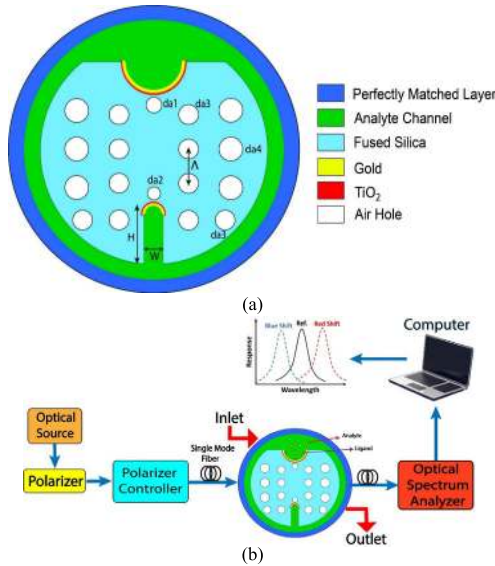 da1
da3
da4
Λ
da2
H
W
da3
Perfectly Matched Layer
Analyte Channel
Fused Silica
Gold
TiO2
Air Hole
(a)
Computer
Blue Shift
Ref.
Red Shift
Response
Wavelength
Optical
Source
Polarizer
Polarizer
Controller
Single Mode
Fiber
Inlet
Analyte
Ligand
Outlet
Optical
Spectrum
Analyzer
(b)